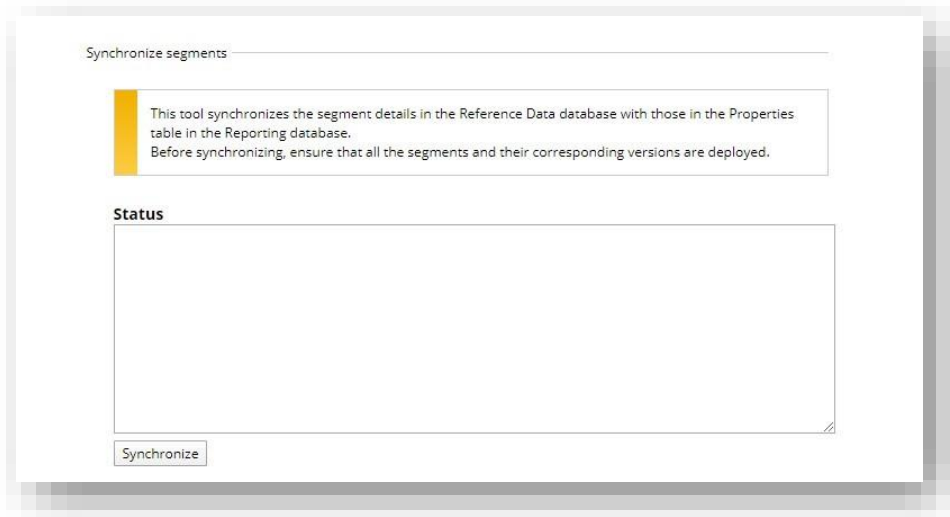 Synchronize segments
This tool synchronizes the segment details in the Reference Data database with those in the Properties
table in the Reporting database.
Before synchronizing, ensure that all the segments and their corresponding versions are deployed.
Status
Synchronize